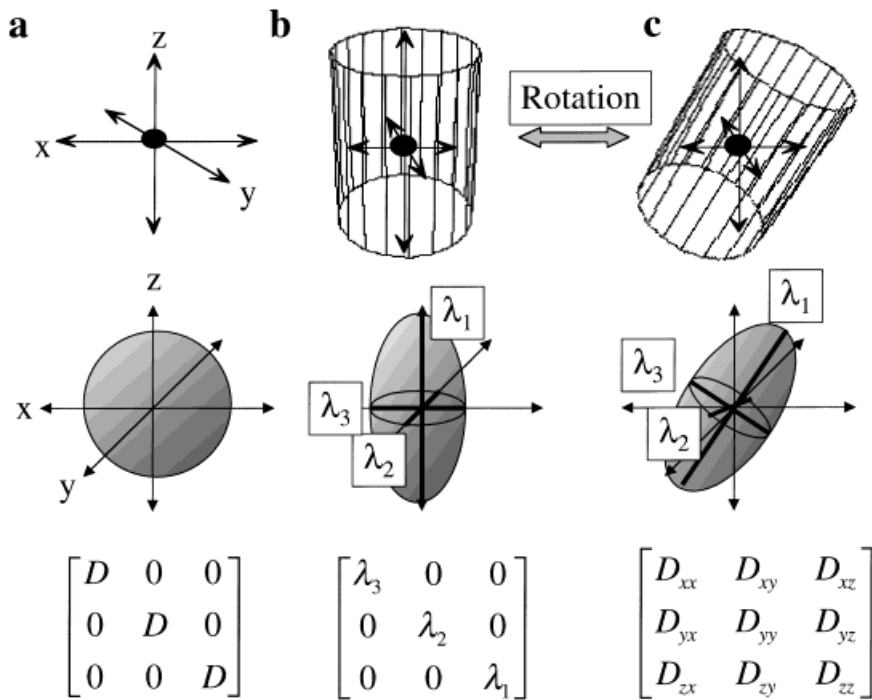 a b c
z
x
y
Rotation
z
x
y
λ₁
λ₃
λ₂
λ₁
λ₃
λ₂
D 0 0
0 D 0
0 0 D
λ₃ 0 0
0 λ₂ 0
0 0 λ₁
Dₓₓ Dₓy Dₓz
Dyₓ Dyy Dyz
Dzₓ Dzy Dzz